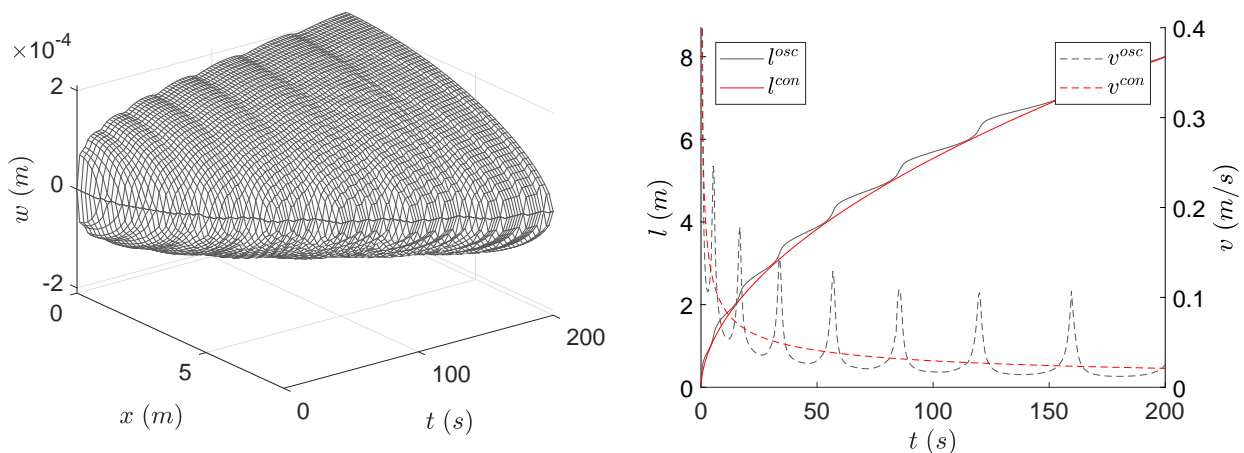 ×10⁻⁴
2
0
-2
w (m)
0
5
x (m)
0
100
200
t (s)
8
6
4
2
0
l (m)
l^{osc}
l^{con}
v^{osc}
v^{con}
0.4
0.3
0.2
0.1
0
v (m/s)
0
50
100
150
200
t (s)